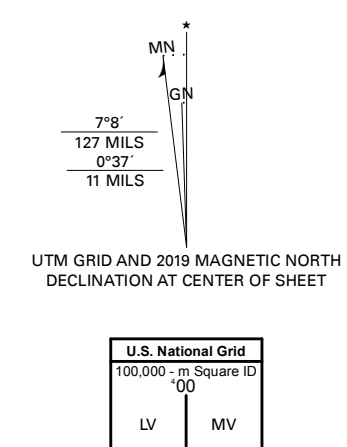 ★
MN
GN
7°8´
127 MILS
0°37´
11 MILS
UTM GRID AND 2019 MAGNETIC NORTH
DECLINATION AT CENTER OF SHEET
U.S. National Grid
100,000 - m Square ID
⁴00
LV MV